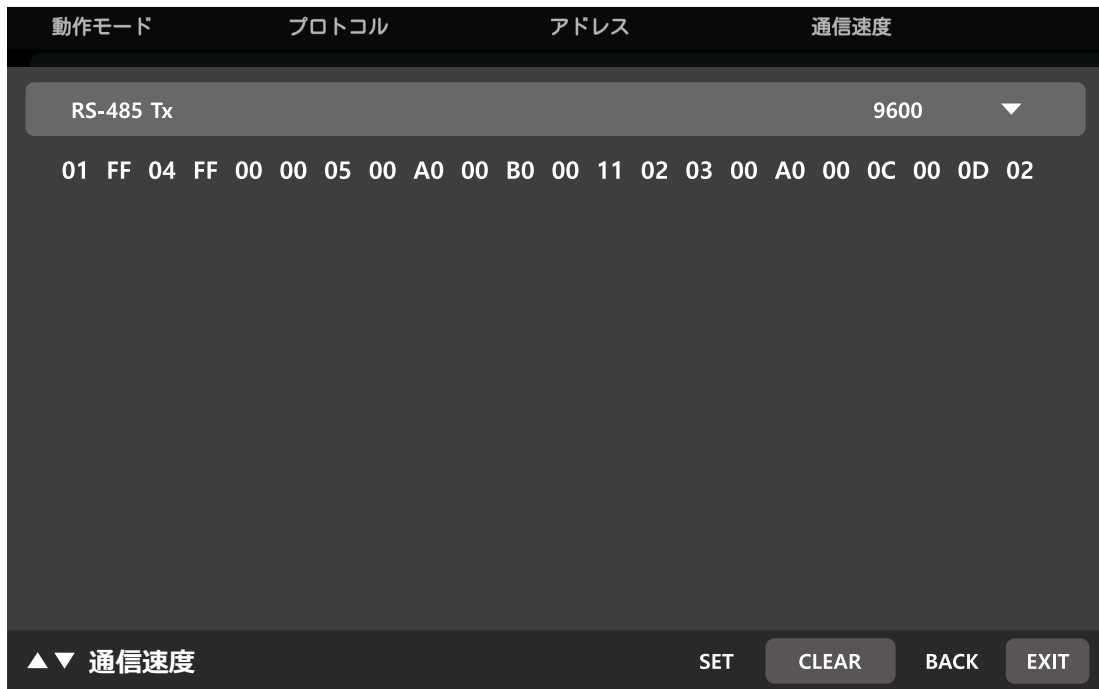 動作モード プロトコル アドレス 通信速度
RS-485 Tx 9600 ▼
01 FF 04 FF 00 00 05 00 A0 00 B0 00 11 02 03 00 A0 00 0C 00 0D 02
▲▼ 通信速度 SET CLEAR BACK EXIT